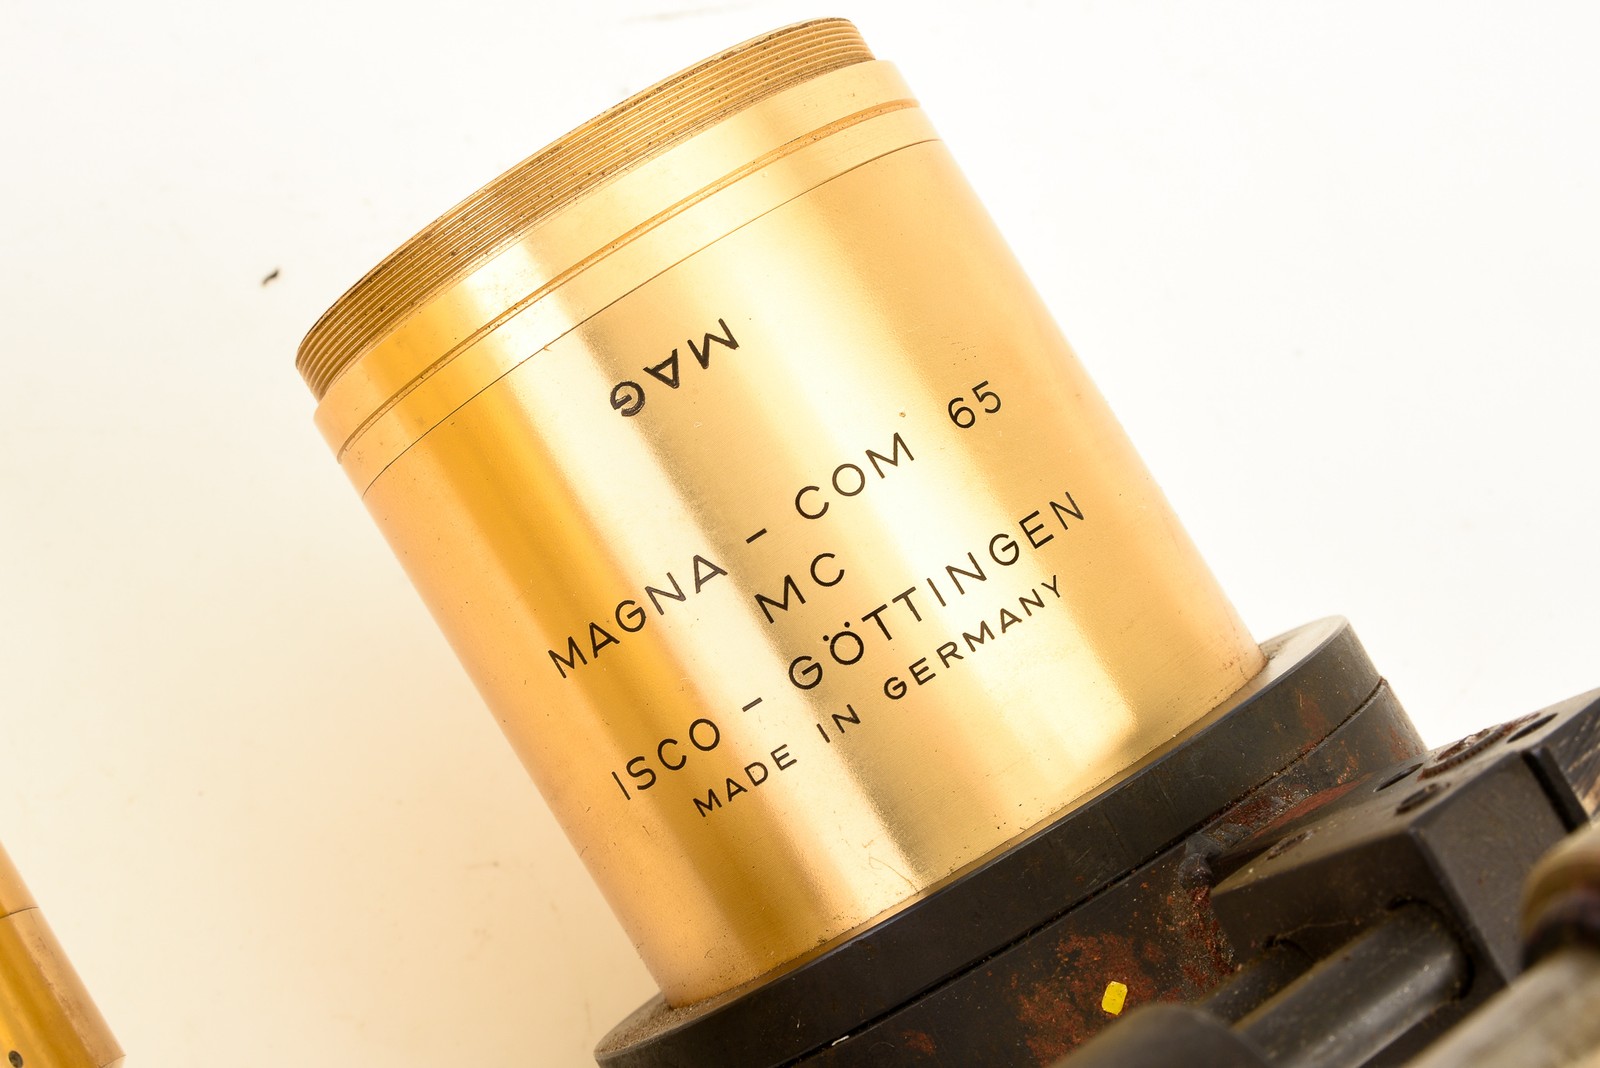 MAG
MAGNA - COM 65
MC
ISCO - GÖTTINGEN
MADE IN GERMANY